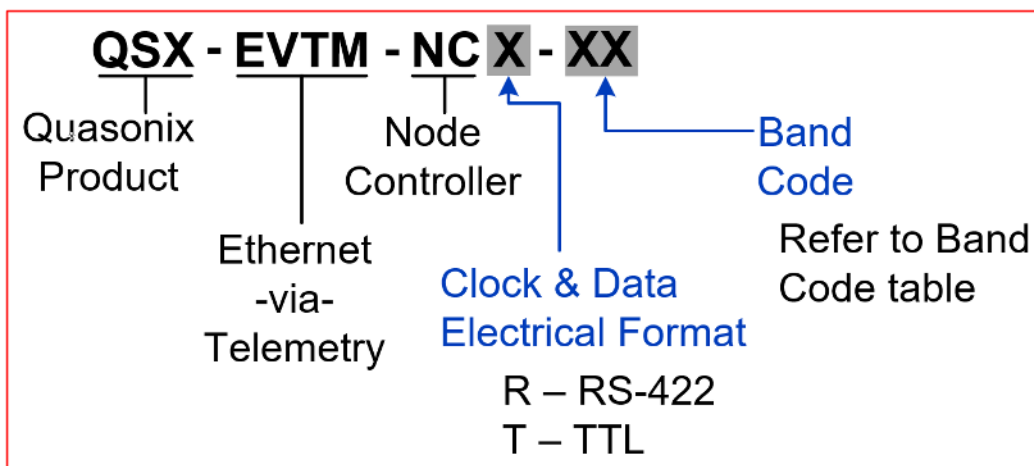 QSX - EVTM - NC X - XX
Quasonix
Product
Ethernet
-via-
Telemetry
Node
Controller
Clock & Data
Electrical Format
R – RS-422
T – TTL
Band
Code
Refer to Band
Code table